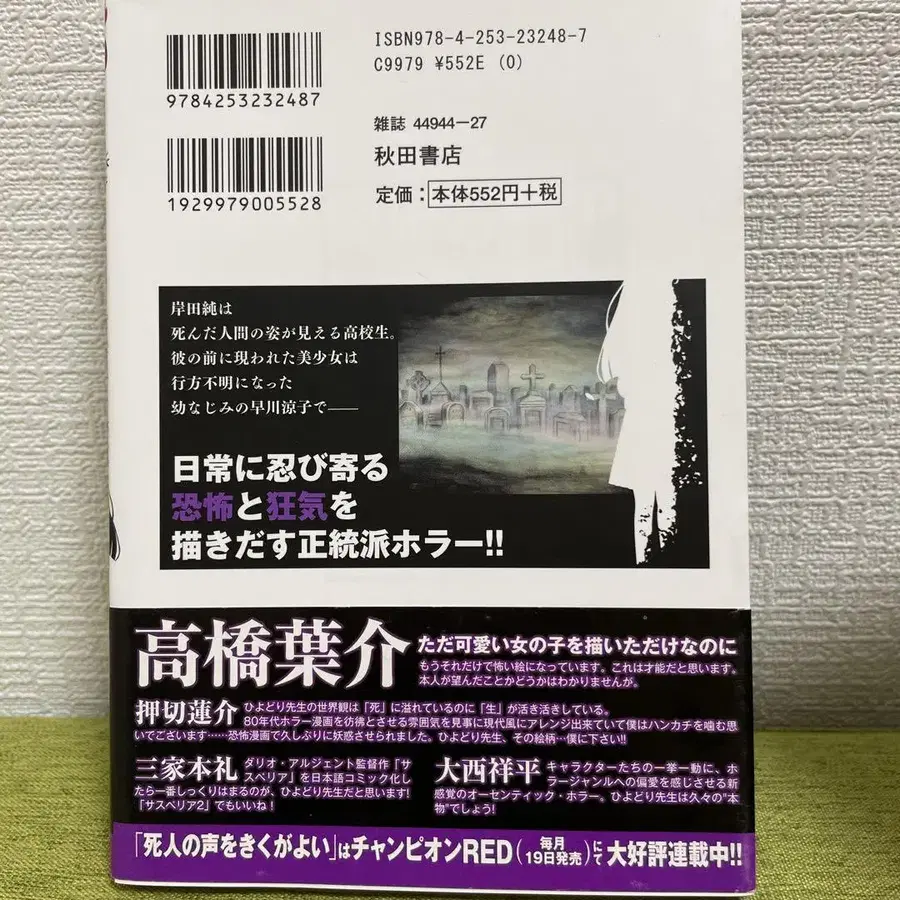 ISBN978-4-253-23248-7
C9979 ¥552E (0)
9784253232487
雑誌 44944-27
秋田書店
定価：本体552円+税
1929979005528
岸田純は
死んだ人間の姿が見える高校生。
彼の前に現われた美少女は
行方不明になった
幼なじみの早川涼子で――
日常に忍び寄る
恐怖と狂気を
描きだす正統派ホラー!!
高橋葉介 ただ可愛い女の子を描いただけなのに
もうそれだけで怖い絵になっています。これは才能だと思います。
本人が望んだことかどうかはわかりませんが。
押切蓮介 ひよどり先生の世界観は「死」に溢れているのに「生」が活き活きしている。
80年代ホラー漫画を彷彿とさせる雰囲気を見事に現代風にアレンジ出来ていて僕はハンカチを噛む思
いでございます……恐怖漫画で久しぶりに妖惑させられました。ひよどり先生、その絵柄…僕に下さい!!
三家本礼 ダリオ・アルジェント監督作「サ
スペリア」を日本語コミック化し
たら一番しっくりはまるのが、ひよどり先生だと思います!
「サスペリア2」でもいいね!
大西祥平 キャラクターたちの一挙一動に、ホ
ラージャンルへの偏愛を感じさせる新
感覚のオーセンティック・ホラー。ひよどり先生は久々の"本
物"でしょう!
「死人の声をきくがよい」はチャンピオンRED(毎月19日発売)にて大好評連載中!!